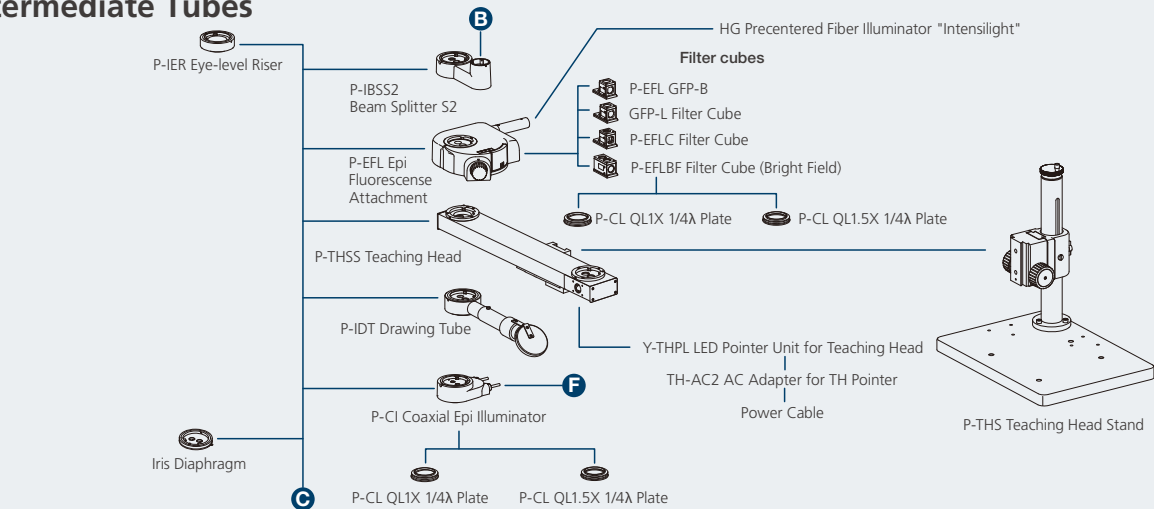 termediate Tubes
B
HG Precentered Fiber Illuminator "Intensilight"
P-IER Eye-level Riser
Filter cubes
P-IBSS2
Beam Splitter S2
P-EFL GFP-B
GFP-L Filter Cube
P-EFLC Filter Cube
P-EFLBF Filter Cube (Bright Field)
P-EFL Epi
Fluorescense
Attachment
P-CL QL1X 1/4λ Plate
P-CL QL1.5X 1/4λ Plate
P-THSS Teaching Head
P-IDT Drawing Tube
Y-THPL LED Pointer Unit for Teaching Head
TH-AC2 AC Adapter for TH Pointer
Power Cable
P-THS Teaching Head Stand
F
P-CI Coaxial Epi Illuminator
Iris Diaphragm
C
P-CL QL1X 1/4λ Plate
P-CL QL1.5X 1/4λ Plate